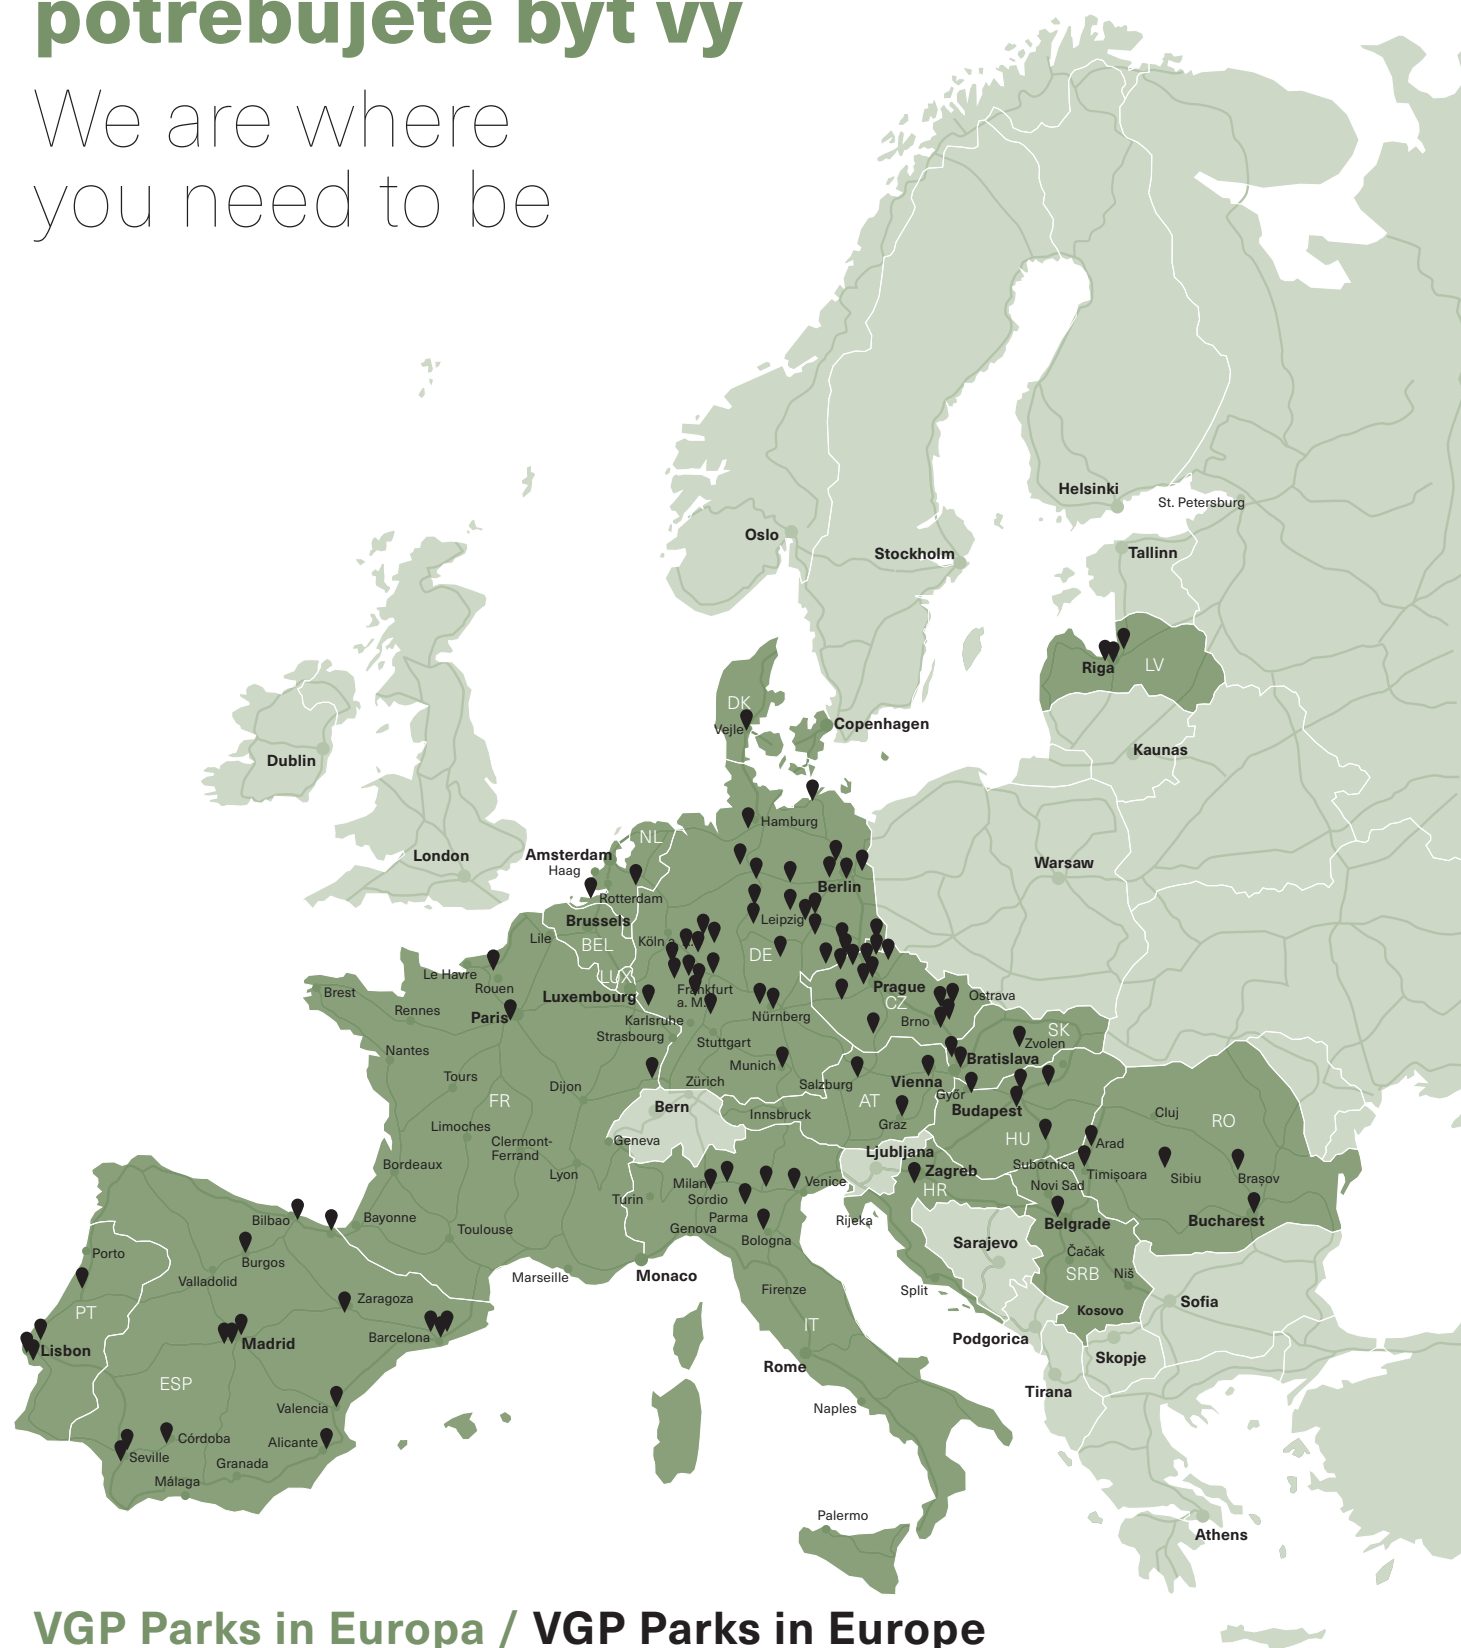 potrebujete byť vy
We are where
you need to be
Helsinki
St. Petersburg
Oslo
Stockholm
Tallinn
Riga
LV
DK
Vejle
Copenhagen
Dublin
Kaunas
Hamburg
NL
London
Amsterdam
Haag
Warsaw
Berlin
Rotterdam
Brussels
Leipzig
Lile
BEL
Köln a.
DE
Le Havre
LUX
Rouen
Luxembourg
Frankfurt
a. M.
Prague
CZ
Ostrava
Brest
Rennes
Paris
Karlsruhe
Nürnberg
Brno
Strasbourg
Stuttgart
SK
Zvolen
Nantes
Munich
Bratislava
Tours
Dijon
Zürich
Salzburg
Vienna
Győr
FR
Bern
Innsbruck
AT
Budapest
Cluj
RO
Limoches
Graz
Clermont-
Ferrand
Geneva
HU
Arad
Ljubljana
Bordeaux
Lyon
Zagreb
Subotnica
Timișoara
Milan
Venice
Sibiu
Brașov
Turin
Sordio
HR
Novi Sad
Bilbao
Bayonne
Parma
Rijeka
Belgrade
Bucharest
Toulouse
Genova
Bologna
Porto
Burgos
Sarajevo
Čačak
Valladolid
Marseille
Monaco
SRB
Niš
Zaragoza
Firenze
Split
Sofia
PT
Kosovo
IT
Lisbon
Madrid
Barcelona
Podgorica
Skopje
Rome
ESP
Tirana
Valencia
Naples
Córdoba
Alicante
Seville
Granada
Málaga
Palermo
Athens
VGP Parks in Europa / VGP Parks in Europe